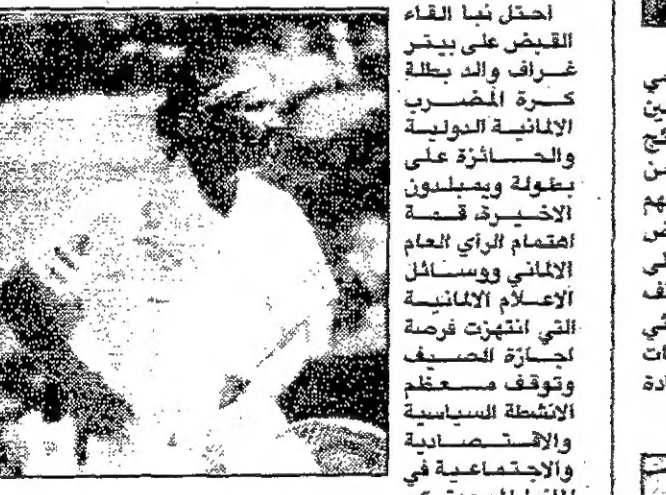 احتل نبا القاء
القبض على بيتر
غراف والد بطلة
كرة المضرب
الالمانية الدولية
والحائزة على
بطولة ويمبلدون
الاخيرة، قمة
اهتمام الرأي العام
الالماني ووسائل
الاعلام الالمانية
التي انتهزت فرصة
اجازة الصيف
وتوقف معظم
الانشطة السياسية
والاقتصادية
والاجتماعية في